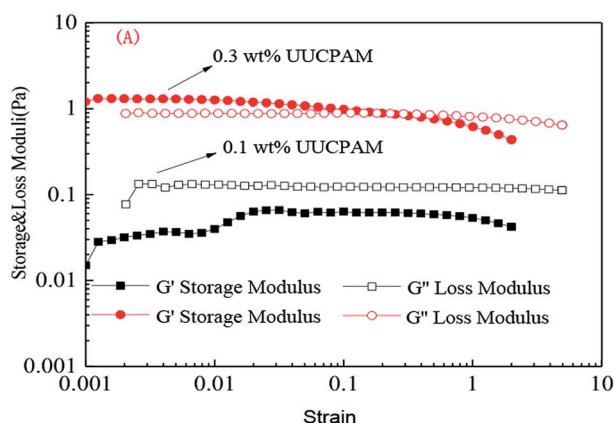 (A)
10
0.3 wt% UUCPAM
1
0.1 wt% UUCPAM
0.1
0.01
G' Storage Modulus
G" Loss Modulus
G' Storage Modulus
G" Loss Modulus
0.001
0.001
0.01
0.1
1
10
Storage&Loss Moduli(Pa)
Strain